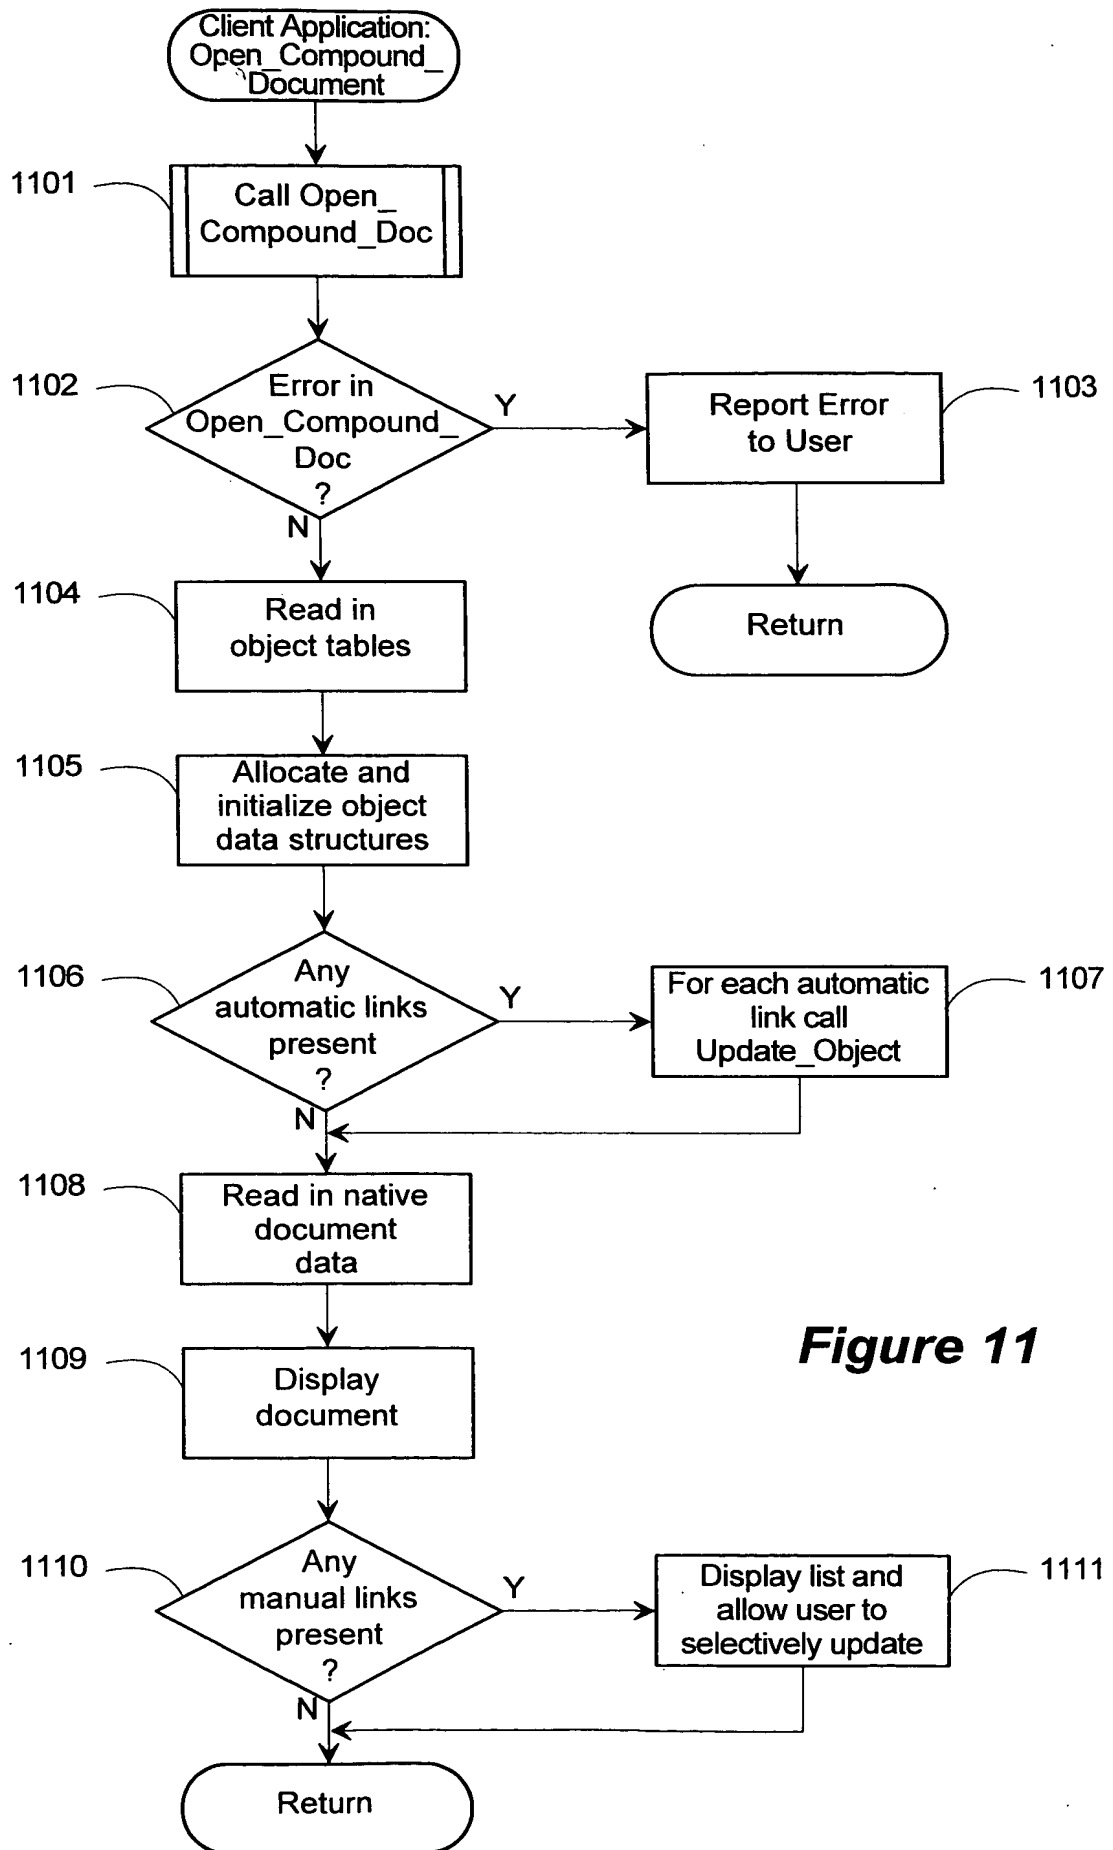 Client Application:
Open_Compound_
Document
1101
Call Open_
Compound_Doc
1102
Error in
Open_Compound_
Doc
?
Y
N
Report Error
to User
1103
Return
1104
Read in
object tables
1105
Allocate and
initialize object
data structures
1106
Any
automatic links
present
?
Y
N
For each automatic
link call
Update_Object
1107
1108
Read in native
document
data
1109
Display
document
Figure 11
1110
Any
manual links
present
?
Y
N
Display list and
allow user to
selectively update
1111
Return